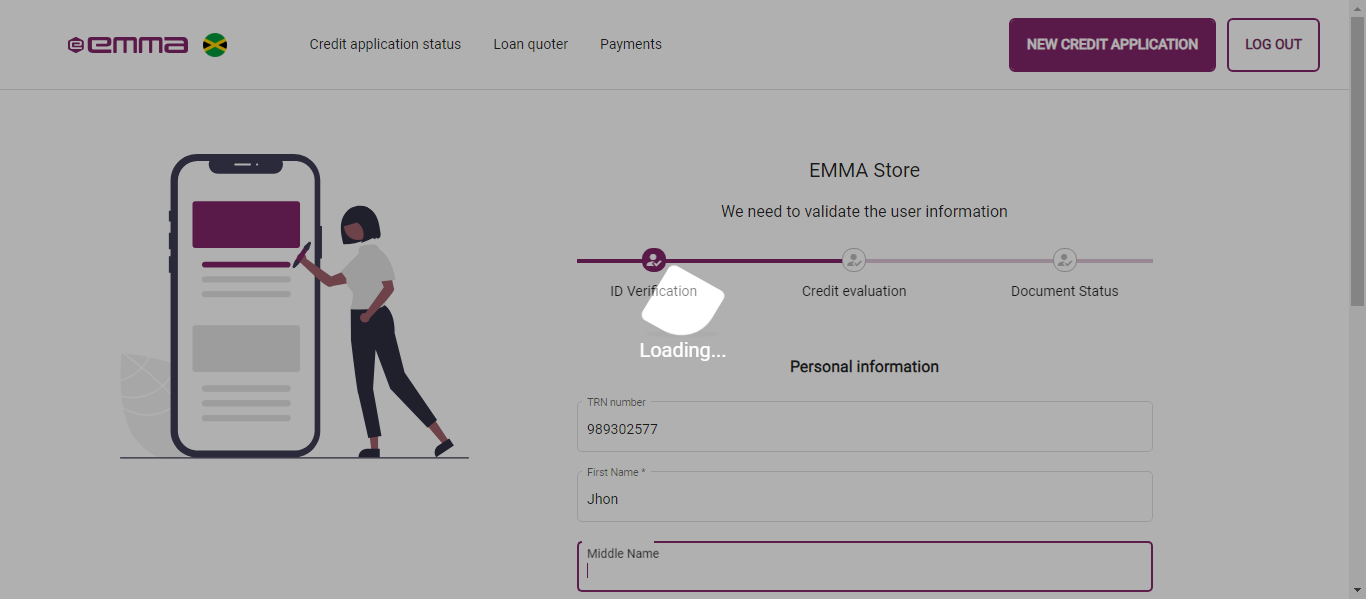 emma
Credit application status
Loan quoter
Payments
NEW CREDIT APPLICATION
LOG OUT
EMMA Store
We need to validate the user information
ID Verification
Credit evaluation
Document Status
Loading...
Personal information
TRN number
989302577
First Name *
Jhon
Middle Name